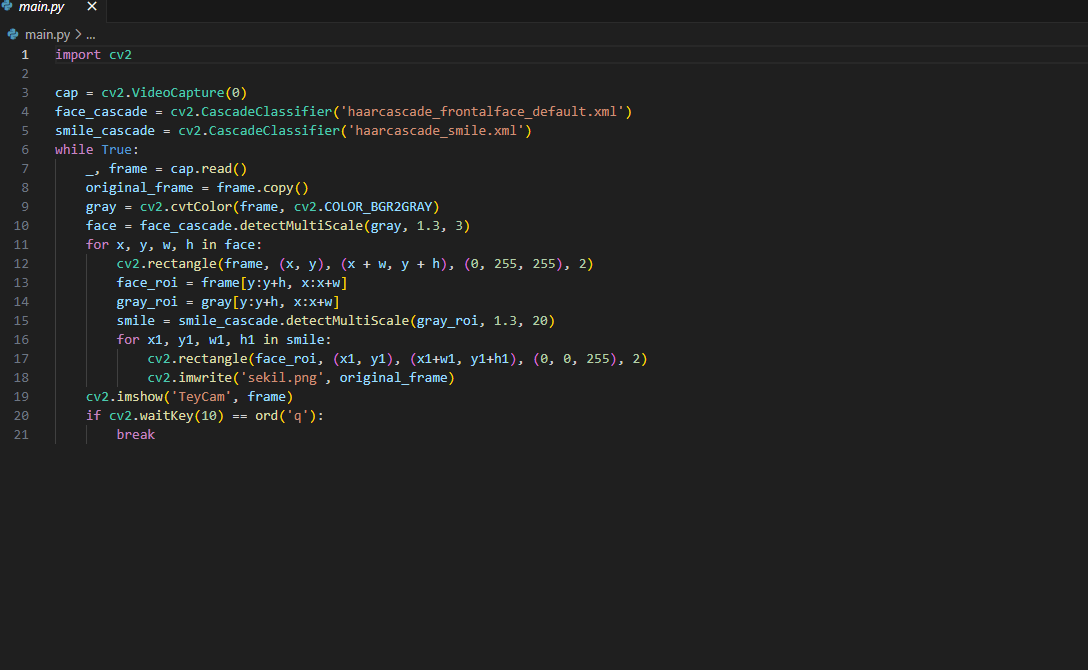 main.py ×
main.py > ...
1 import cv2
2
3 cap = cv2.VideoCapture(0)
4 face_cascade = cv2.CascadeClassifier('haarcascade_frontalface_default.xml')
5 smile_cascade = cv2.CascadeClassifier('haarcascade_smile.xml')
6 while True:
7     _, frame = cap.read()
8     original_frame = frame.copy()
9     gray = cv2.cvtColor(frame, cv2.COLOR_BGR2GRAY)
10     face = face_cascade.detectMultiScale(gray, 1.3, 3)
11     for x, y, w, h in face:
12         cv2.rectangle(frame, (x, y), (x + w, y + h), (0, 255, 255), 2)
13         face_roi = frame[y:y+h, x:x+w]
14         gray_roi = gray[y:y+h, x:x+w]
15         smile = smile_cascade.detectMultiScale(gray_roi, 1.3, 20)
16         for x1, y1, w1, h1 in smile:
17             cv2.rectangle(face_roi, (x1, y1), (x1+w1, y1+h1), (0, 0, 255), 2)
18             cv2.imwrite('sekil.png', original_frame)
19     cv2.imshow('TeyCam', frame)
20     if cv2.waitKey(10) == ord('q'):
21         break